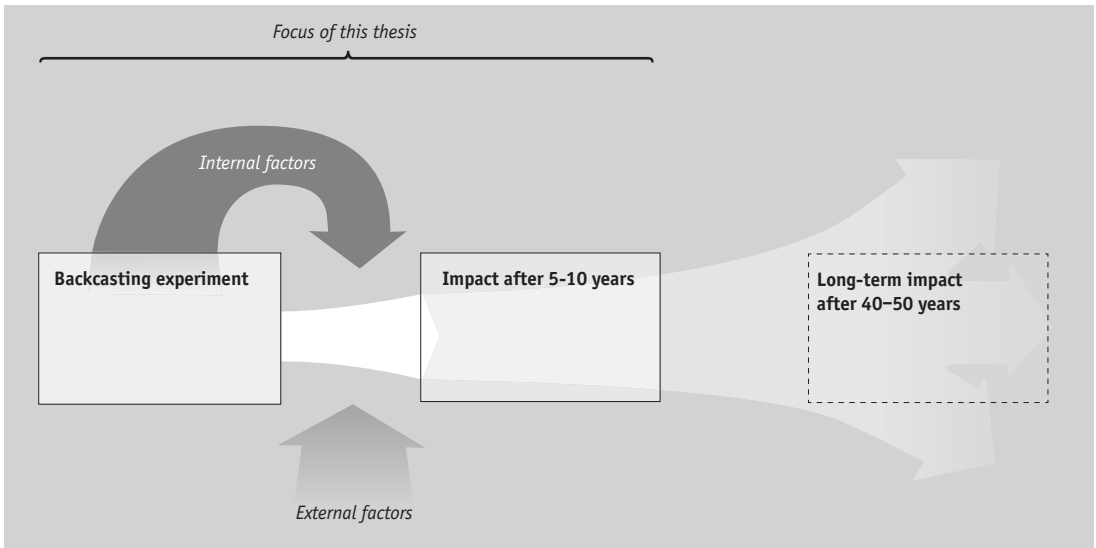 Focus of this thesis
Internal factors
Backcasting experiment
Impact after 5-10 years
Long-term impact
after 40–50 years
External factors